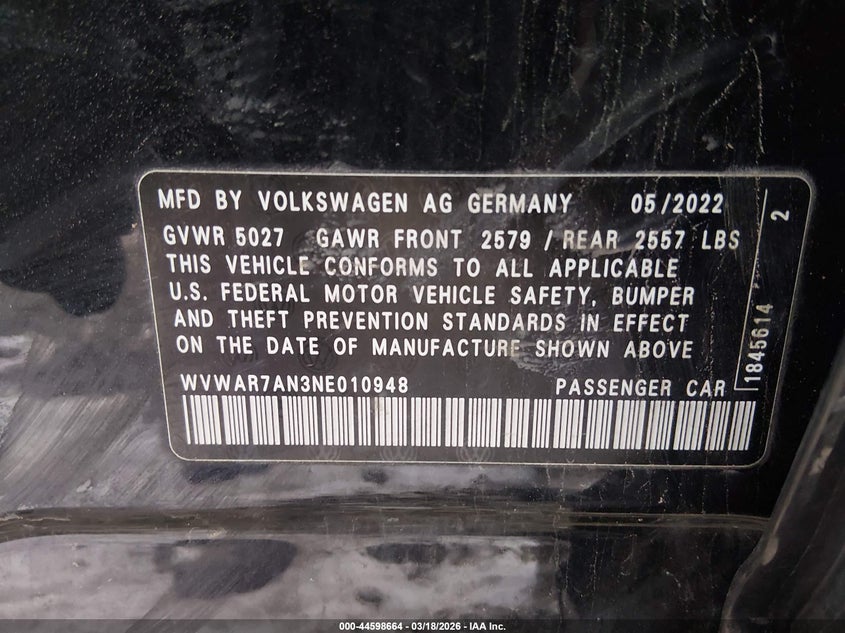 MFD BY VOLKSWAGEN AG GERMANY 05/2022
GVWR 5027 GAWR FRONT 2579 / REAR 2557 LBS
THIS VEHICLE CONFORMS TO ALL APPLICABLE
U.S. FEDERAL MOTOR VEHICLE SAFETY, BUMPER
AND THEFT PREVENTION STANDARDS IN EFFECT
ON THE DATE OF MANUFACTURE SHOWN ABOVE
WVWAR7AN3NE010948 PASSENGER CAR
1845614 2
000-44598664 / 03/18/2026 - IAA Inc.